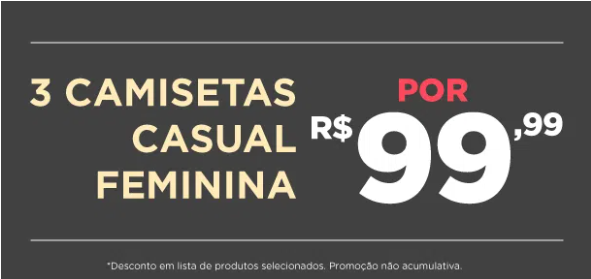 3 CAMISETAS
CASUAL
FEMININA
POR
R$ 99,99
*Desconto em lista de produtos selecionados. Promoção não acumulativa.